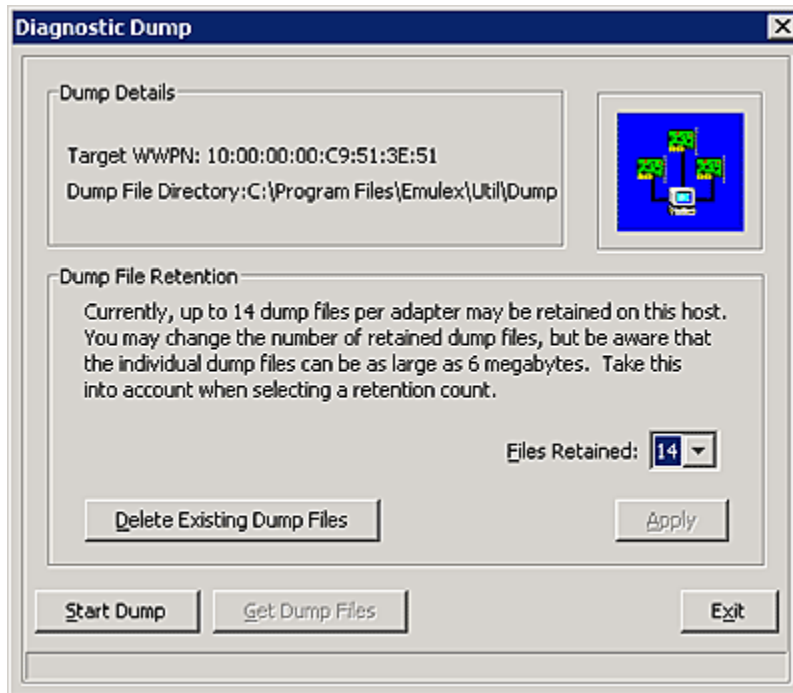 Diagnostic Dump
Dump Details
Target WWPN: 10:00:00:00:C9:51:3E:51
Dump File Directory:C:\Program Files\Emulex\Util\Dump
Dump File Retention
Currently, up to 14 dump files per adapter may be retained on this host.
You may change the number of retained dump files, but be aware that
the individual dump files can be as large as 6 megabytes.  Take this
into account when selecting a retention count.
Files Retained: 14
Delete Existing Dump Files Apply
Start Dump Get Dump Files Exit